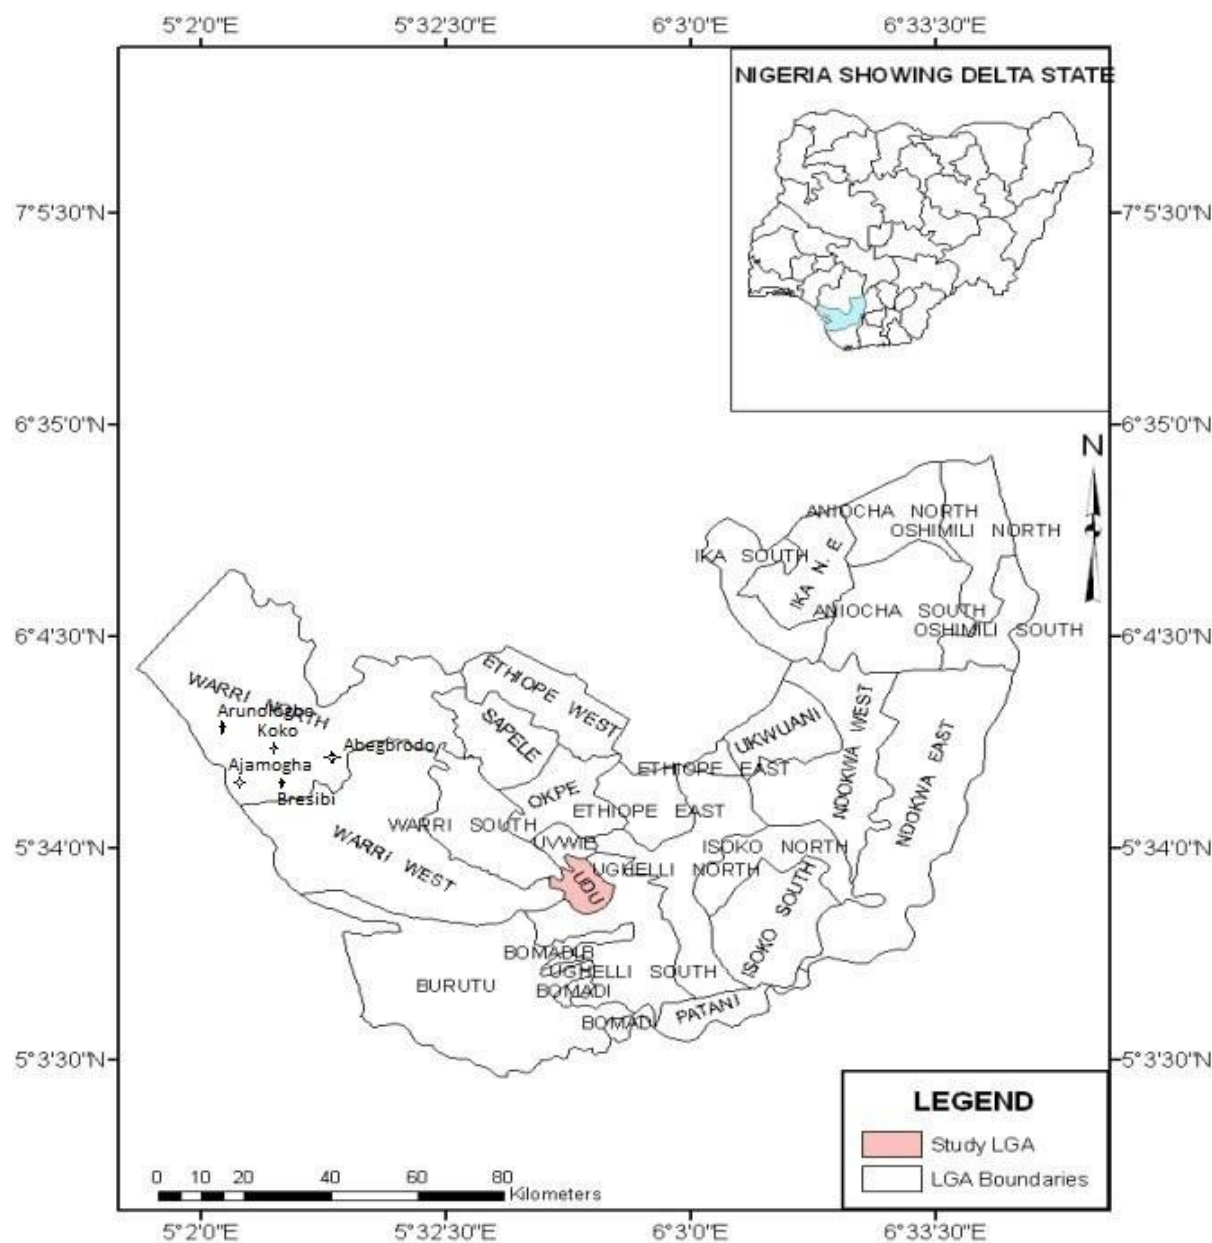 5°2'0"E 5°32'30"E 6°3'0"E 6°33'30"E
NIGERIA SHOWING DELTA STATE
7°5'30"N 7°5'30"N
6°35'0"N 6°35'0"N
N
ANIOCHA NORTH
OSHIMILI NORTH
IKA SOUTH
IKA N. E
ANIOCHA SOUTH
OSHIMILI SOUTH
6°4'30"N 6°4'30"N
ETHIOPE WEST
WARRI NORTH
Arunologbo
Koko
Abegbrodo
Ajamogha
Bresibi
SAPELE
UKWUANI
NDOKWA WEST
NDOKWA EAST
ETHIOPE EAST
OKPE
ETHIOPE EAST
WARRI SOUTH
WARRI WEST
UVWIE
ISOKO NORTH
5°34'0"N 5°34'0"N
UGHELLI NORTH
UDU
ISOKO SOUTH
BOMADI
UGHELLI SOUTH
BURUTU
BOMADI
PATANI
BOMADI
5°3'30"N 5°3'30"N
LEGEND
Study LGA
LGA Boundaries
0 10 20 40 60 80
Kilometers
5°2'0"E 5°32'30"E 6°3'0"E 6°33'30"E